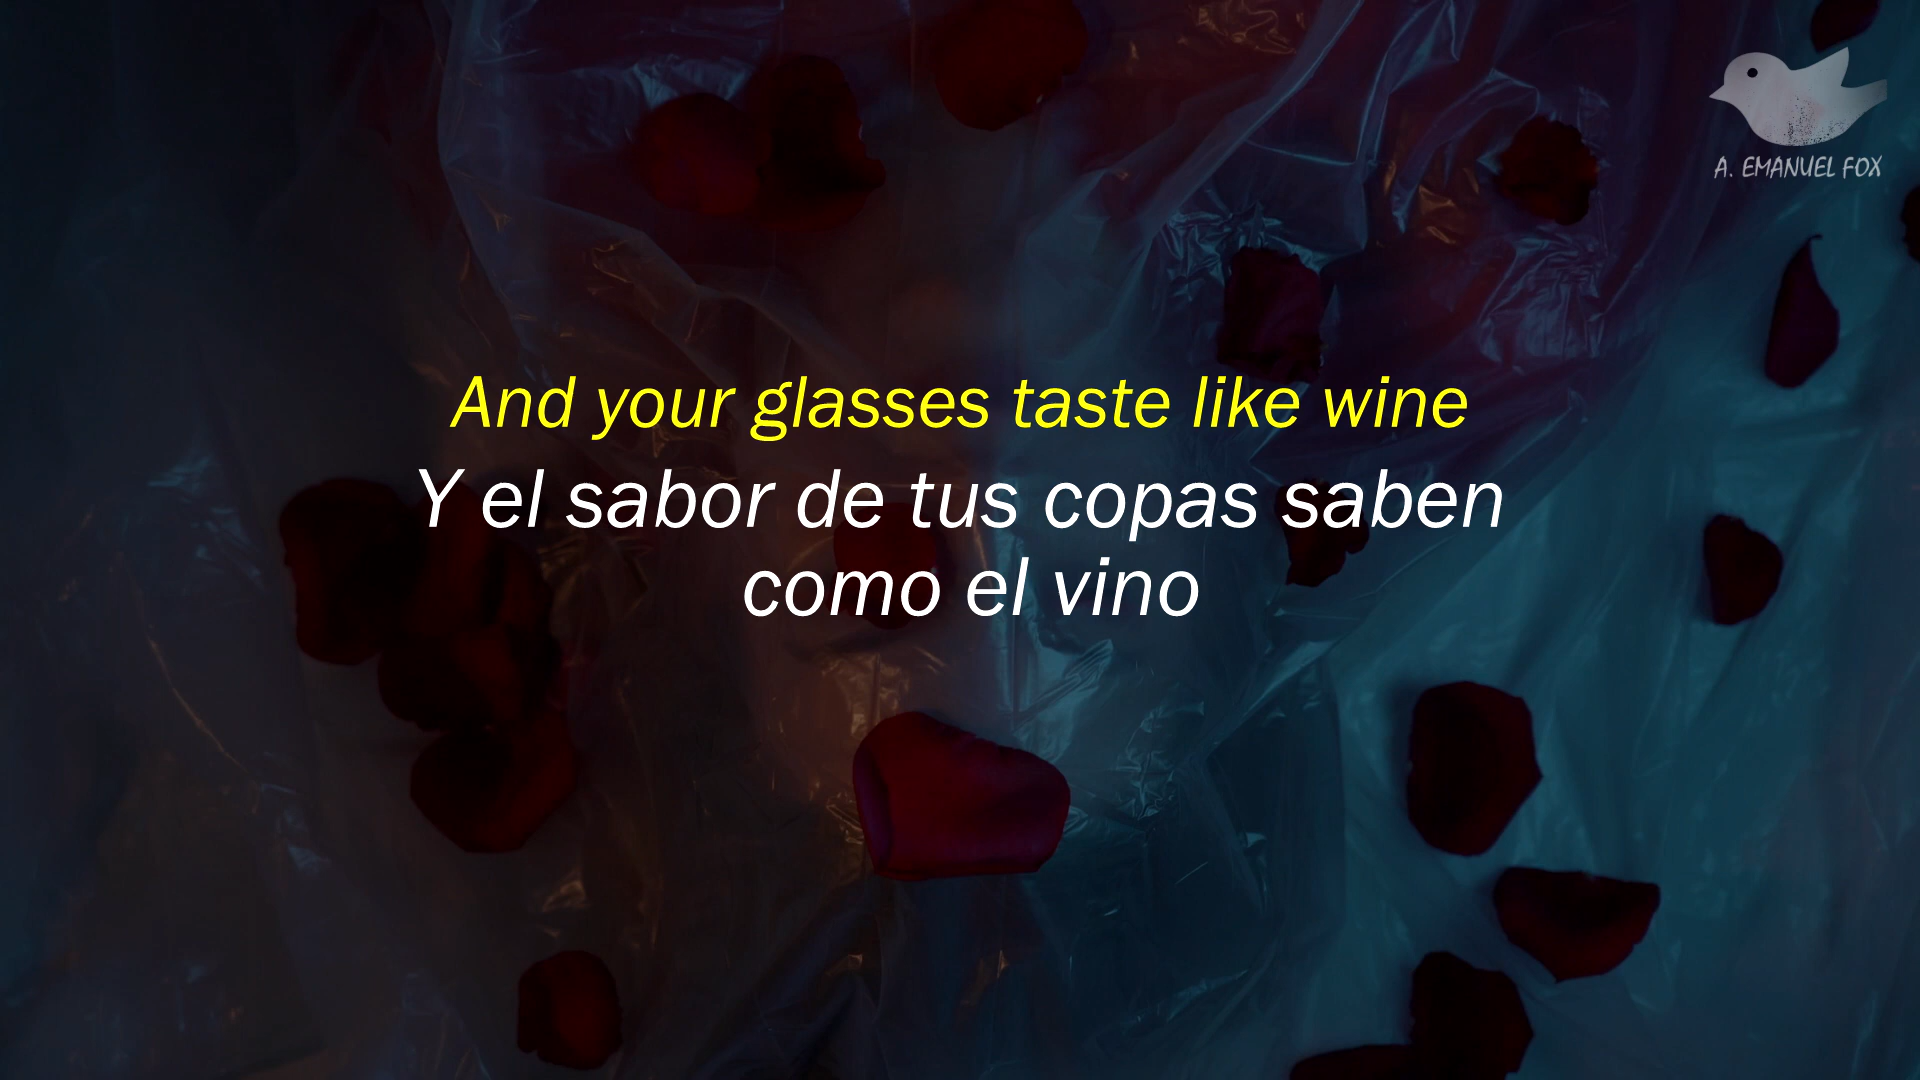 A. EMANUEL FOX
And your glasses taste like wine
Y el sabor de tus copas saben
como el vino